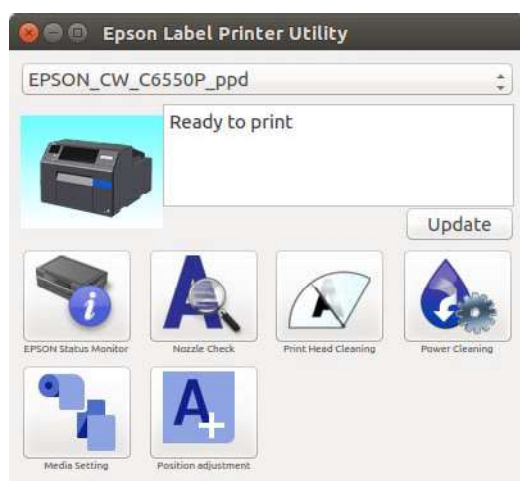 Epson Label Printer Utility
EPSON_CW_C6550P_ppd
Ready to print
Update
EPSON Status Monitor
Nozzle Check
Print Head Cleaning
Power Cleaning
Media Setting
Position adjustment